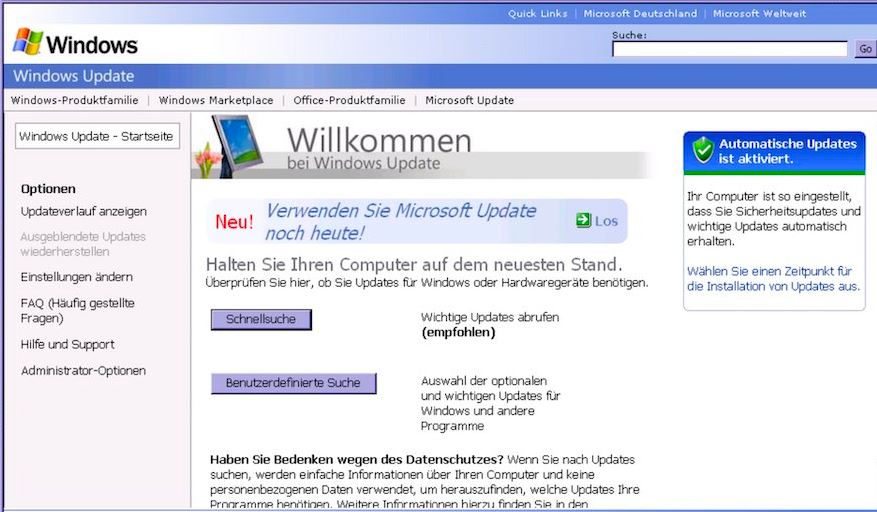 Quick Links | Microsoft Deutschland | Microsoft Weltweit
Windows
Suche:
Go
Windows Update
Windows-Produktfamilie | Windows Marketplace | Office-Produktfamilie | Microsoft Update
Windows Update - Startseite
Optionen
Updateverlauf anzeigen
Ausgeblendete Updates
wiederherstellen
Einstellungen ändern
FAQ (Häufig gestellte
Fragen)
Hilfe und Support
Administrator-Optionen
Willkommen
bei Windows Update
Neu!
Verwenden Sie Microsoft Update
noch heute!
Los
Halten Sie Ihren Computer auf dem neuesten Stand.
Überprüfen Sie hier, ob Sie Updates für Windows oder Hardwaregeräte benötigen.
Schnellsuche
Wichtige Updates abrufen
(empfohlen)
Benutzerdefinierte Suche
Auswahl der optionalen
und wichtigen Updates für
Windows und andere
Programme
Haben Sie Bedenken wegen des Datenschutzes? Wenn Sie nach Updates
suchen, werden einfache Informationen über Ihren Computer und keine
personenbezogenen Daten verwendet, um herauszufinden, welche Updates Ihre
Programme benötigen. Weitere Informationen hierzu finden Sie in den
Automatische Updates
ist aktiviert.
Ihr Computer ist so eingestellt,
dass Sie Sicherheitsupdates und
wichtige Updates automatisch
erhalten.
Wählen Sie einen Zeitpunkt für
die Installation von Updates aus.